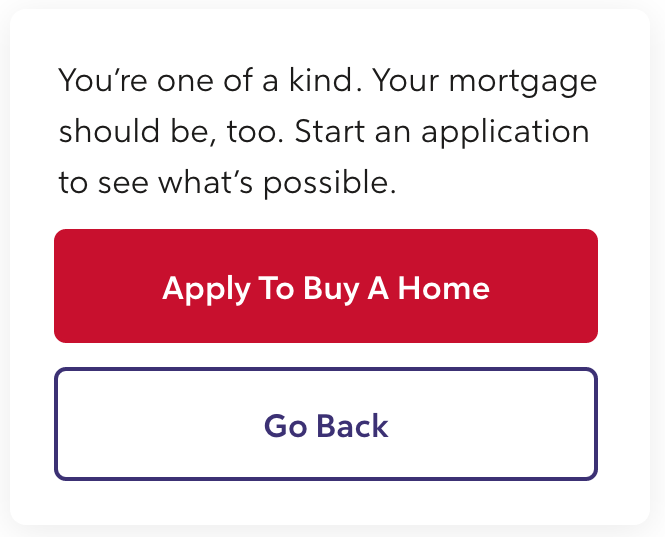 You’re one of a kind. Your mortgage
should be, too. Start an application
to see what’s possible.
Apply To Buy A Home
Go Back